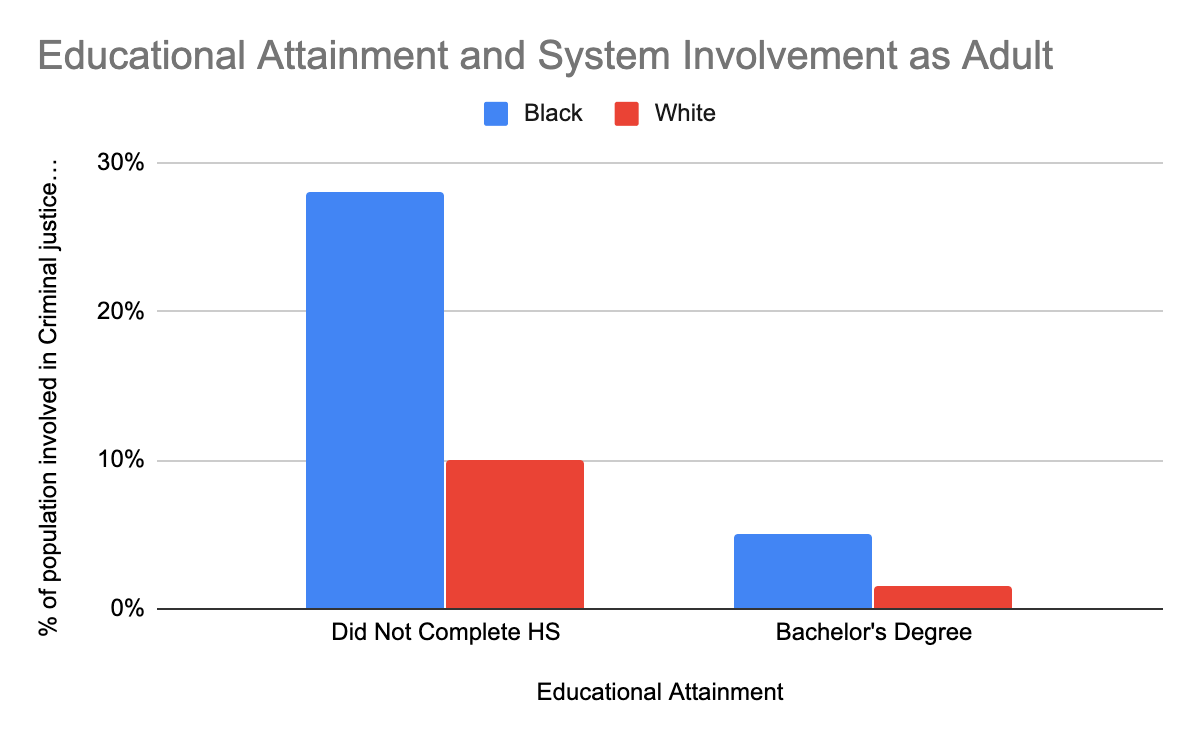 Educational Attainment and System Involvement as Adult
Black White
% of population involved in Criminal justice...
30%
20%
10%
0%
Did Not Complete HS Bachelor's Degree
Educational Attainment